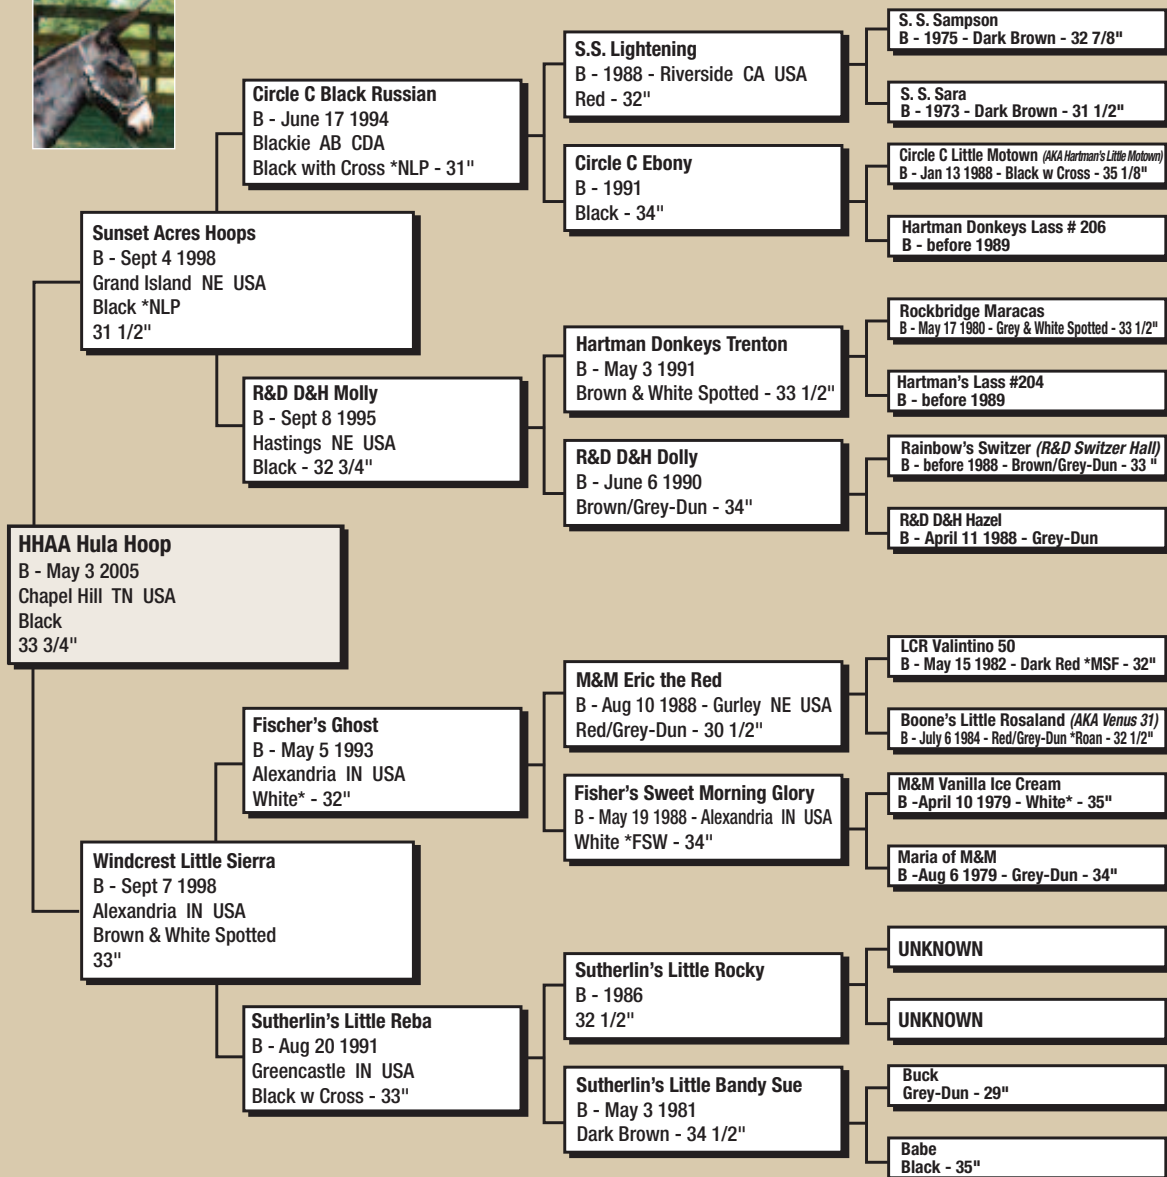 S. S. Sampson
B - 1975 - Dark Brown - 32 7/8"
S.S. Lightening
B - 1988 - Riverside CA USA
Red - 32"
S. S. Sara
B - 1973 - Dark Brown - 31 1/2"
Circle C Black Russian
B - June 17 1994
Blackie AB CDA
Black with Cross *NLP - 31"
Circle C Ebony
B - 1991
Black - 34"
Circle C Little Motown (AKA Hartman's Little Motown)
B - Jan 13 1988 - Black w Cross - 35 1/8"
Hartman Donkeys Lass # 206
B - before 1989
Sunset Acres Hoops
B - Sept 4 1998
Grand Island NE USA
Black *NLP
31 1/2"
Rockbridge Maracas
B - May 17 1980 - Grey & White Spotted - 33 1/2"
Hartman Donkeys Trenton
B - May 3 1991
Brown & White Spotted - 33 1/2"
Hartman's Lass #204
B - before 1989
R&D D&H Molly
B - Sept 8 1995
Hastings NE USA
Black - 32 3/4"
R&D D&H Dolly
B - June 6 1990
Brown/Grey-Dun - 34"
Rainbow's Switzer (R&D Switzer Hall)
B - before 1988 - Brown/Grey-Dun - 33 "
R&D D&H Hazel
B - April 11 1988 - Grey-Dun
HHAA Hula Hoop
B - May 3 2005
Chapel Hill TN USA
Black
33 3/4"
LCR Valintino 50
B - May 15 1982 - Dark Red *MSF - 32"
M&M Eric the Red
B - Aug 10 1988 - Gurley NE USA
Red/Grey-Dun - 30 1/2"
Boone's Little Rosaland (AKA Venus 31)
B - July 6 1984 - Red/Grey-Dun *Roan - 32 1/2"
Fischer's Ghost
B - May 5 1993
Alexandria IN USA
White* - 32"
Fisher's Sweet Morning Glory
B - May 19 1988 - Alexandria IN USA
White *FSW - 34"
M&M Vanilla Ice Cream
B -April 10 1979 - White* - 35"
Maria of M&M
B -Aug 6 1979 - Grey-Dun - 34"
Windcrest Little Sierra
B - Sept 7 1998
Alexandria IN USA
Brown & White Spotted
33"
UNKNOWN
Sutherlin's Little Rocky
B - 1986
32 1/2"
UNKNOWN
Sutherlin's Little Reba
B - Aug 20 1991
Greencastle IN USA
Black w Cross - 33"
Sutherlin's Little Bandy Sue
B - May 3 1981
Dark Brown - 34 1/2"
Buck
Grey-Dun - 29"
Babe
Black - 35"